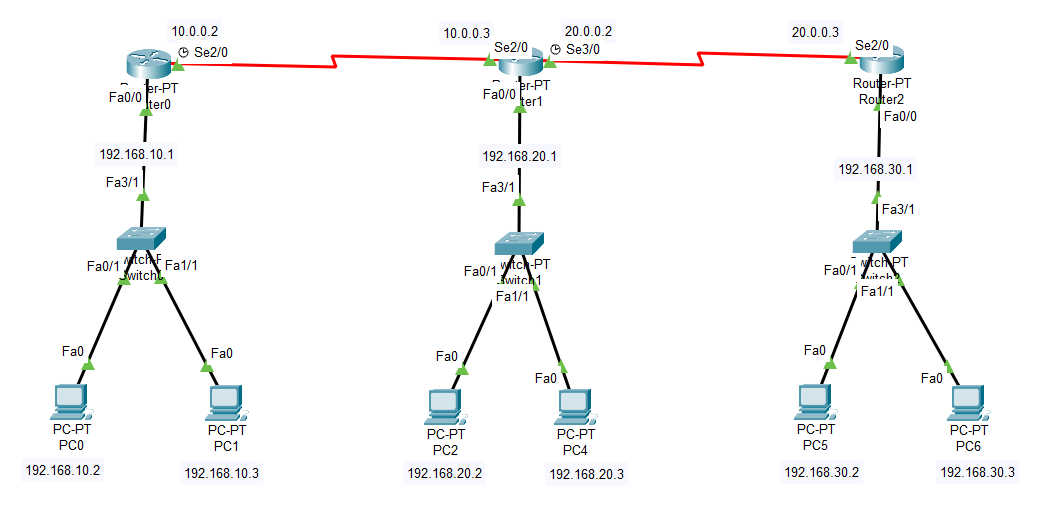 10.0.0.2
Se2/0
10.0.0.3
Se2/0
20.0.0.2
Se3/0
20.0.0.3
Se2/0
Fa0/0
Fa0/0
Router-PT
Router2
Fa0/0
192.168.10.1
192.168.20.1
192.168.30.1
Fa3/1
Fa3/1
Fa3/1
Fa0/1
Fa1/1
Fa0/1
Fa1/1
Fa0/1
Fa1/1
Fa0
Fa0
Fa0
Fa0
Fa0
Fa0
PC-PT
PC0
PC-PT
PC1
PC-PT
PC2
PC-PT
PC4
PC-PT
PC5
PC-PT
PC6
192.168.10.2
192.168.10.3
192.168.20.2
192.168.20.3
192.168.30.2
192.168.30.3